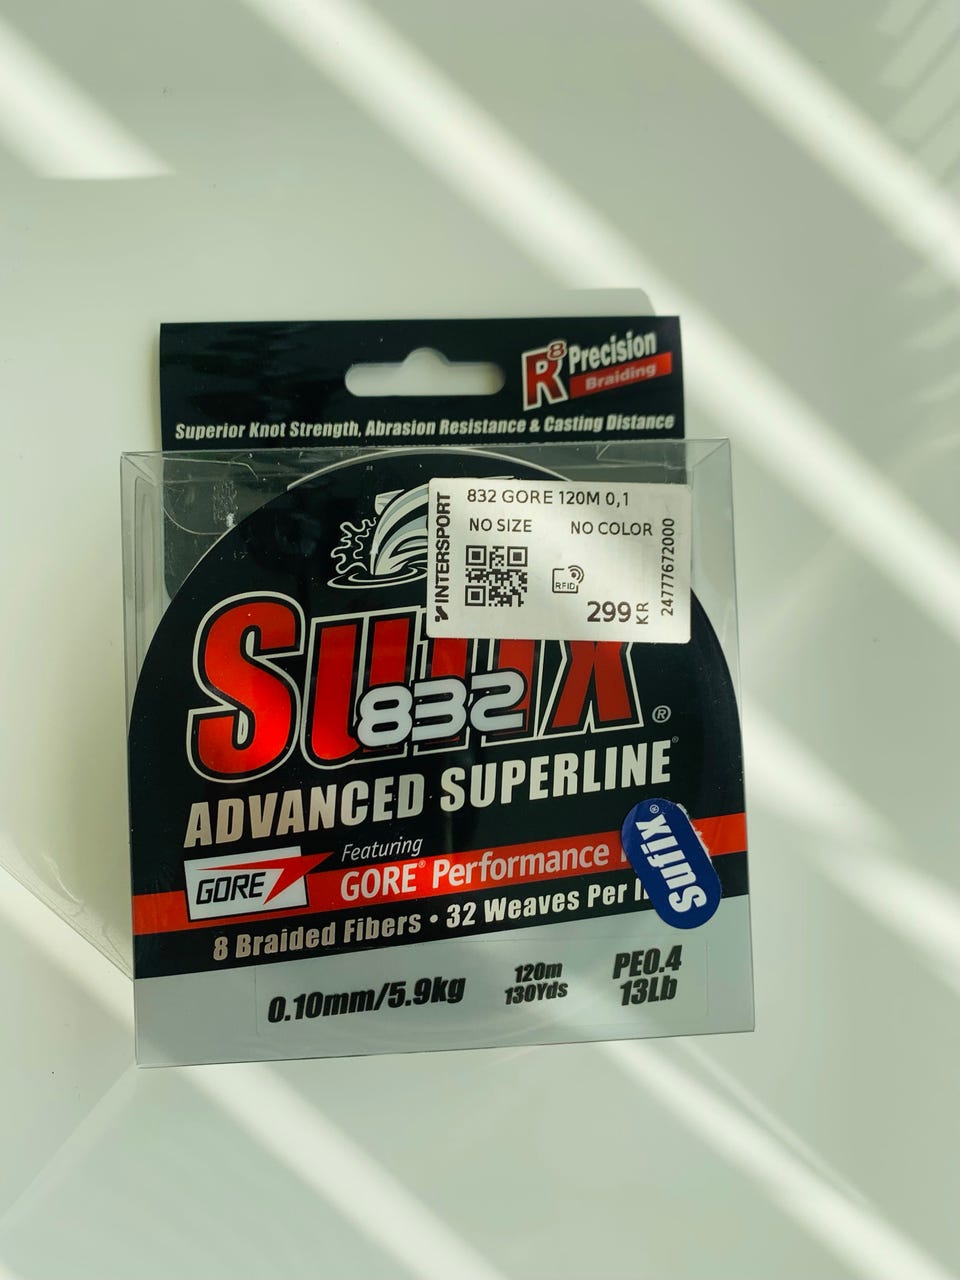 R8 Precision
Braiding
Superior Knot Strength, Abrasion Resistance & Casting Distance
INTERSPORT
832 GORE 120M 0,1
NO SIZE NO COLOR
RFID
299 KR
24777672000
Sufix®
832
ADVANCED SUPERLINE®
GORE
Featuring
GORE® Performance
8 Braided Fibers • 32 Weaves Per
Sufix®
0.10mm/5.9kg
120m
130Yds
PE0.4
13Lb